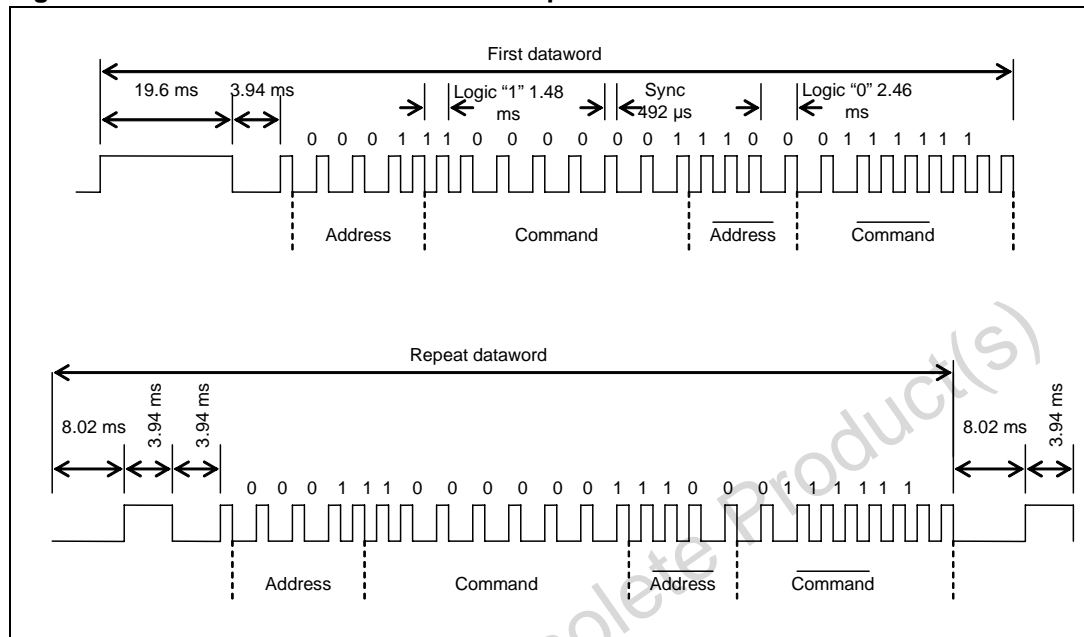 First dataword
19.6 ms
3.94 ms
Logic “1” 1.48
ms
Sync
492 µs
Logic “0” 2.46
ms
0 0 0 1 1 1 0 0 0 0 0 0 0 1 1 1 0 0 0 1 1 1 1 1 1
Address
Command
Address
Command
Repeat dataword
8.02 ms
3.94 ms
3.94 ms
8.02 ms
3.94 ms
0 0 0 1 1 0 0 0 0 0 0 1 1 1 0 0 0 1 1 1 1 1 1
Address
Command
Address
Command
Product(s)